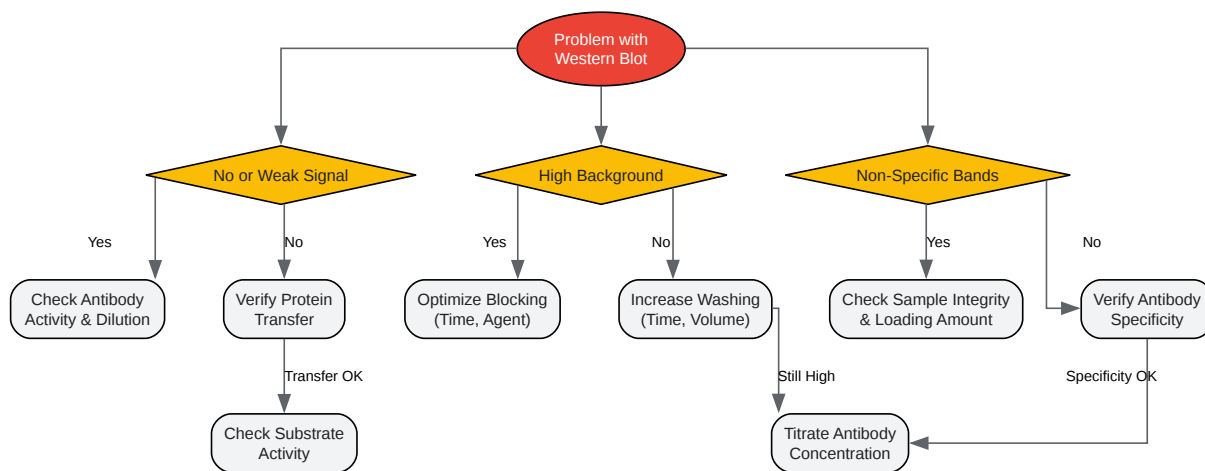 Problem with
Western Blot
No or Weak Signal
High Background
Non-Specific Bands
Yes
No
Yes
No
Yes
No
Check Antibody
Activity & Dilution
Verify Protein
Transfer
Optimize Blocking
(Time, Agent)
Increase Washing
(Time, Volume)
Check Sample Integrity
& Loading Amount
Verify Antibody
Specificity
Transfer OK
Still High
Specificity OK
Check Substrate
Activity
Titrate Antibody
Concentration